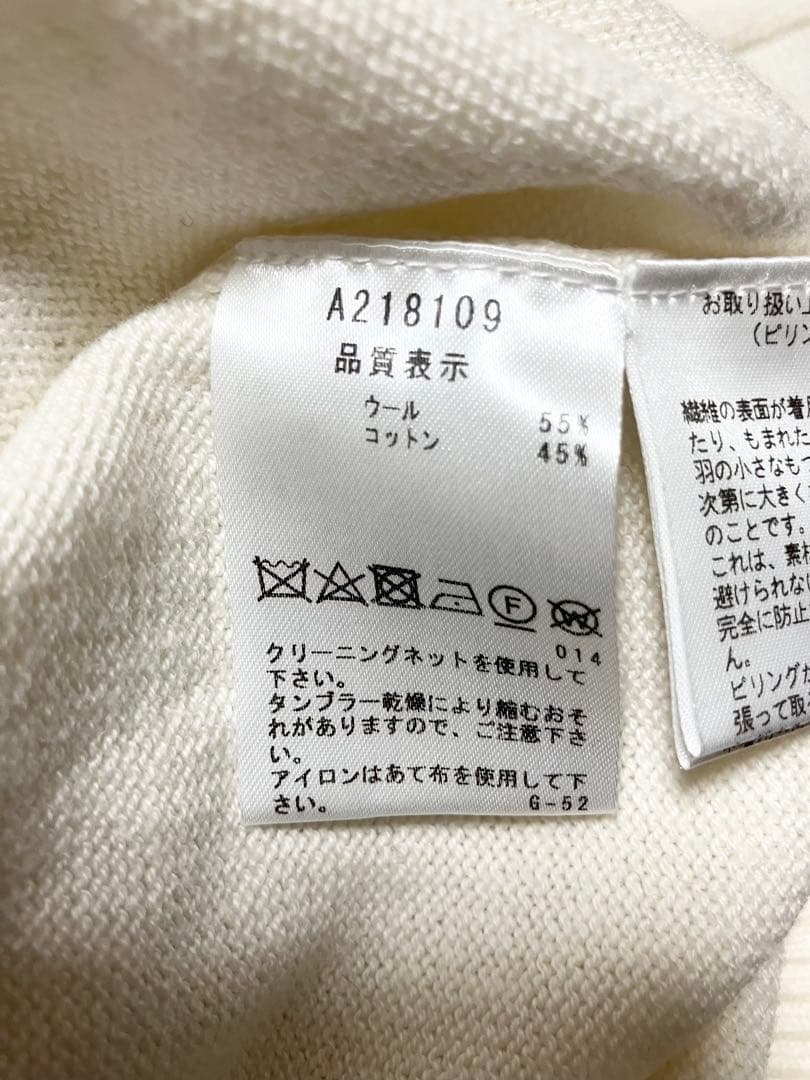 A218109
品質表示
ウール 55%
コットン 45%
F
W
014
クリーニングネットを使用して
下さい。
タンブラー乾燥により縮むおそ
れがありますので、ご注意下さ
い。
アイロンはあて布を使用して下
さい。 G-52
お取り扱い
(ピリン
繊維の表面が着
たり、もまれた
羽の小さなも
次第に大きく
のことです。
これは、素材
避けられな
完全に防止
ん。
ピリング
張って取